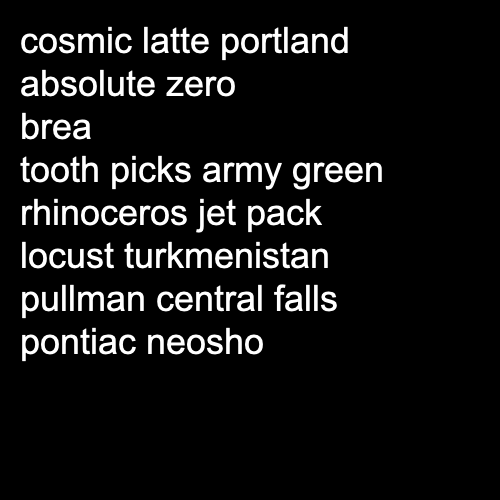 cosmic latte portland
absolute zero
brea
tooth picks army green
rhinoceros jet pack
locust turkmenistan
pullman central falls
pontiac neosho